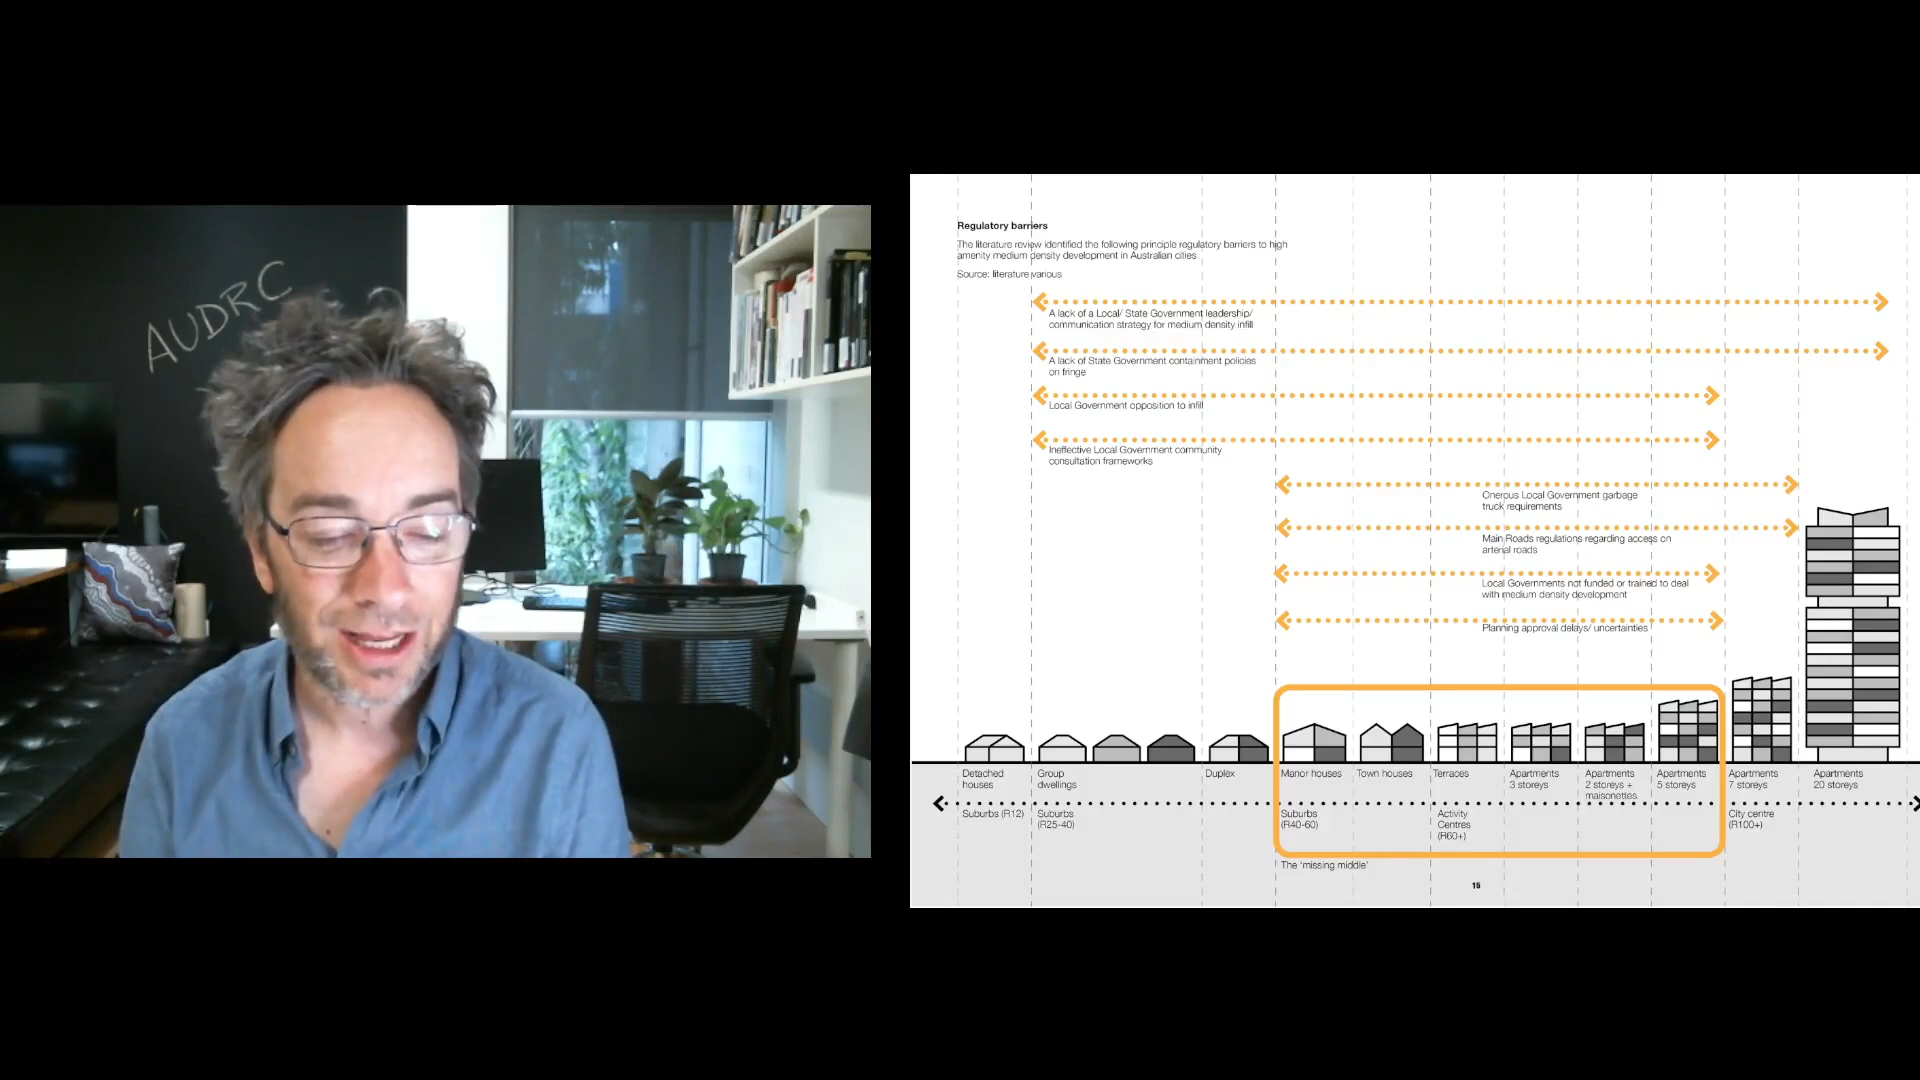 AUDRC
Regulatory barriers
The literature review identified the following principle regulatory barriers to high
amenity medium density development in Australian cities
Source: literature various
A lack of a Local/ State Government leadership/
communication strategy for medium density infill
A lack of State Government containment policies
on fringe
Local Government opposition to infill
Ineffective Local Government community
consultation frameworks
Onerous Local Government garbage
truck requirements
Main Roads regulations regarding access on
arterial roads
Local Governments not funded or trained to deal
with medium density development
Planning approval delays/ uncertainties
Detached
houses
Group
dwellings
Duplex
Manor houses
Town houses
Terraces
Apartments
3 storeys
Apartments
2 storeys +
maisonettes
Apartments
5 storeys
Apartments
7 storeys
Apartments
20 storeys
Suburbs (R12)
Suburbs
(R25-40)
Suburbs
(R40-60)
Activity
Centres
(R60+)
City centre
(R100+)
The 'missing middle'
15